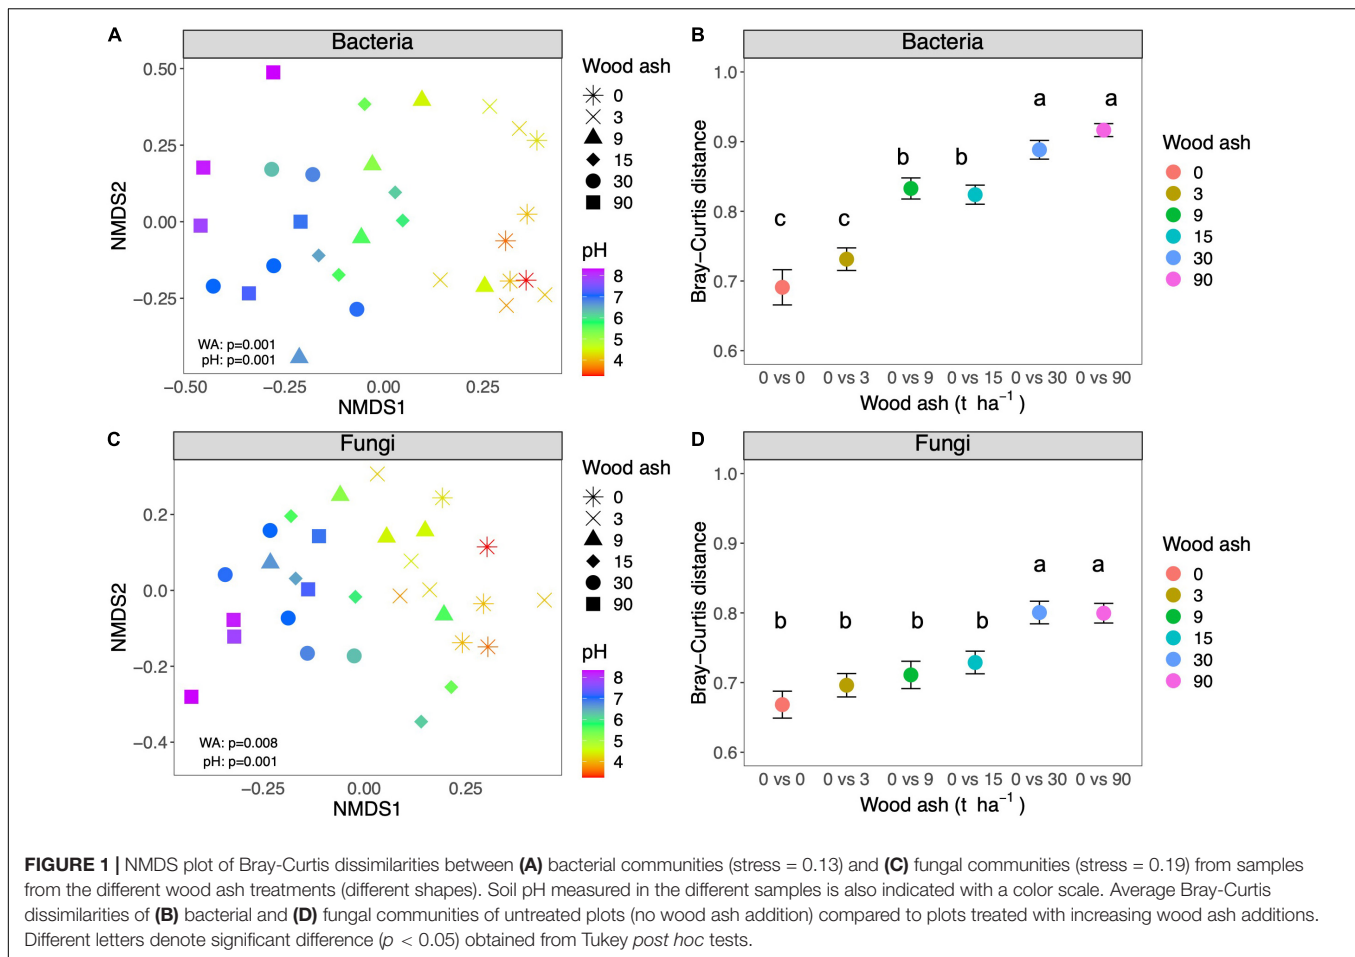 A
Bacteria
0.50
0.25
0.00
−0.25
NMDS2
WA: p=0.001
pH: p=0.001
−0.50
−0.25
0.00
0.25
NMDS1
Wood ash
0
3
9
15
30
90
pH
8
7
6
5
4
B
Bacteria
1.0
0.9
0.8
0.7
0.6
Bray−Curtis distance
c
c
b
b
a
a
0 vs 0
0 vs 3
0 vs 9
0 vs 15
0 vs 30
0 vs 90
Wood ash (t ha⁻¹ )
Wood ash
0
3
9
15
30
90
C
Fungi
0.2
0.0
−0.2
−0.4
NMDS2
WA: p=0.008
pH: p=0.001
−0.25
0.00
0.25
NMDS1
Wood ash
0
3
9
15
30
90
pH
8
7
6
5
4
D
Fungi
1.0
0.9
0.8
0.7
0.6
Bray−Curtis distance
b
b
b
b
a
a
0 vs 0
0 vs 3
0 vs 9
0 vs 15
0 vs 30
0 vs 90
Wood ash (t ha⁻¹ )
Wood ash
0
3
9
15
30
90
FIGURE 1 | NMDS plot of Bray-Curtis dissimilarities between (A) bacterial communities (stress = 0.13) and (C) fungal communities (stress = 0.19) from samples
from the different wood ash treatments (different shapes). Soil pH measured in the different samples is also indicated with a color scale. Average Bray-Curtis
dissimilarities of (B) bacterial and (D) fungal communities of untreated plots (no wood ash addition) compared to plots treated with increasing wood ash additions.
Different letters denote significant difference (p < 0.05) obtained from Tukey post hoc tests.